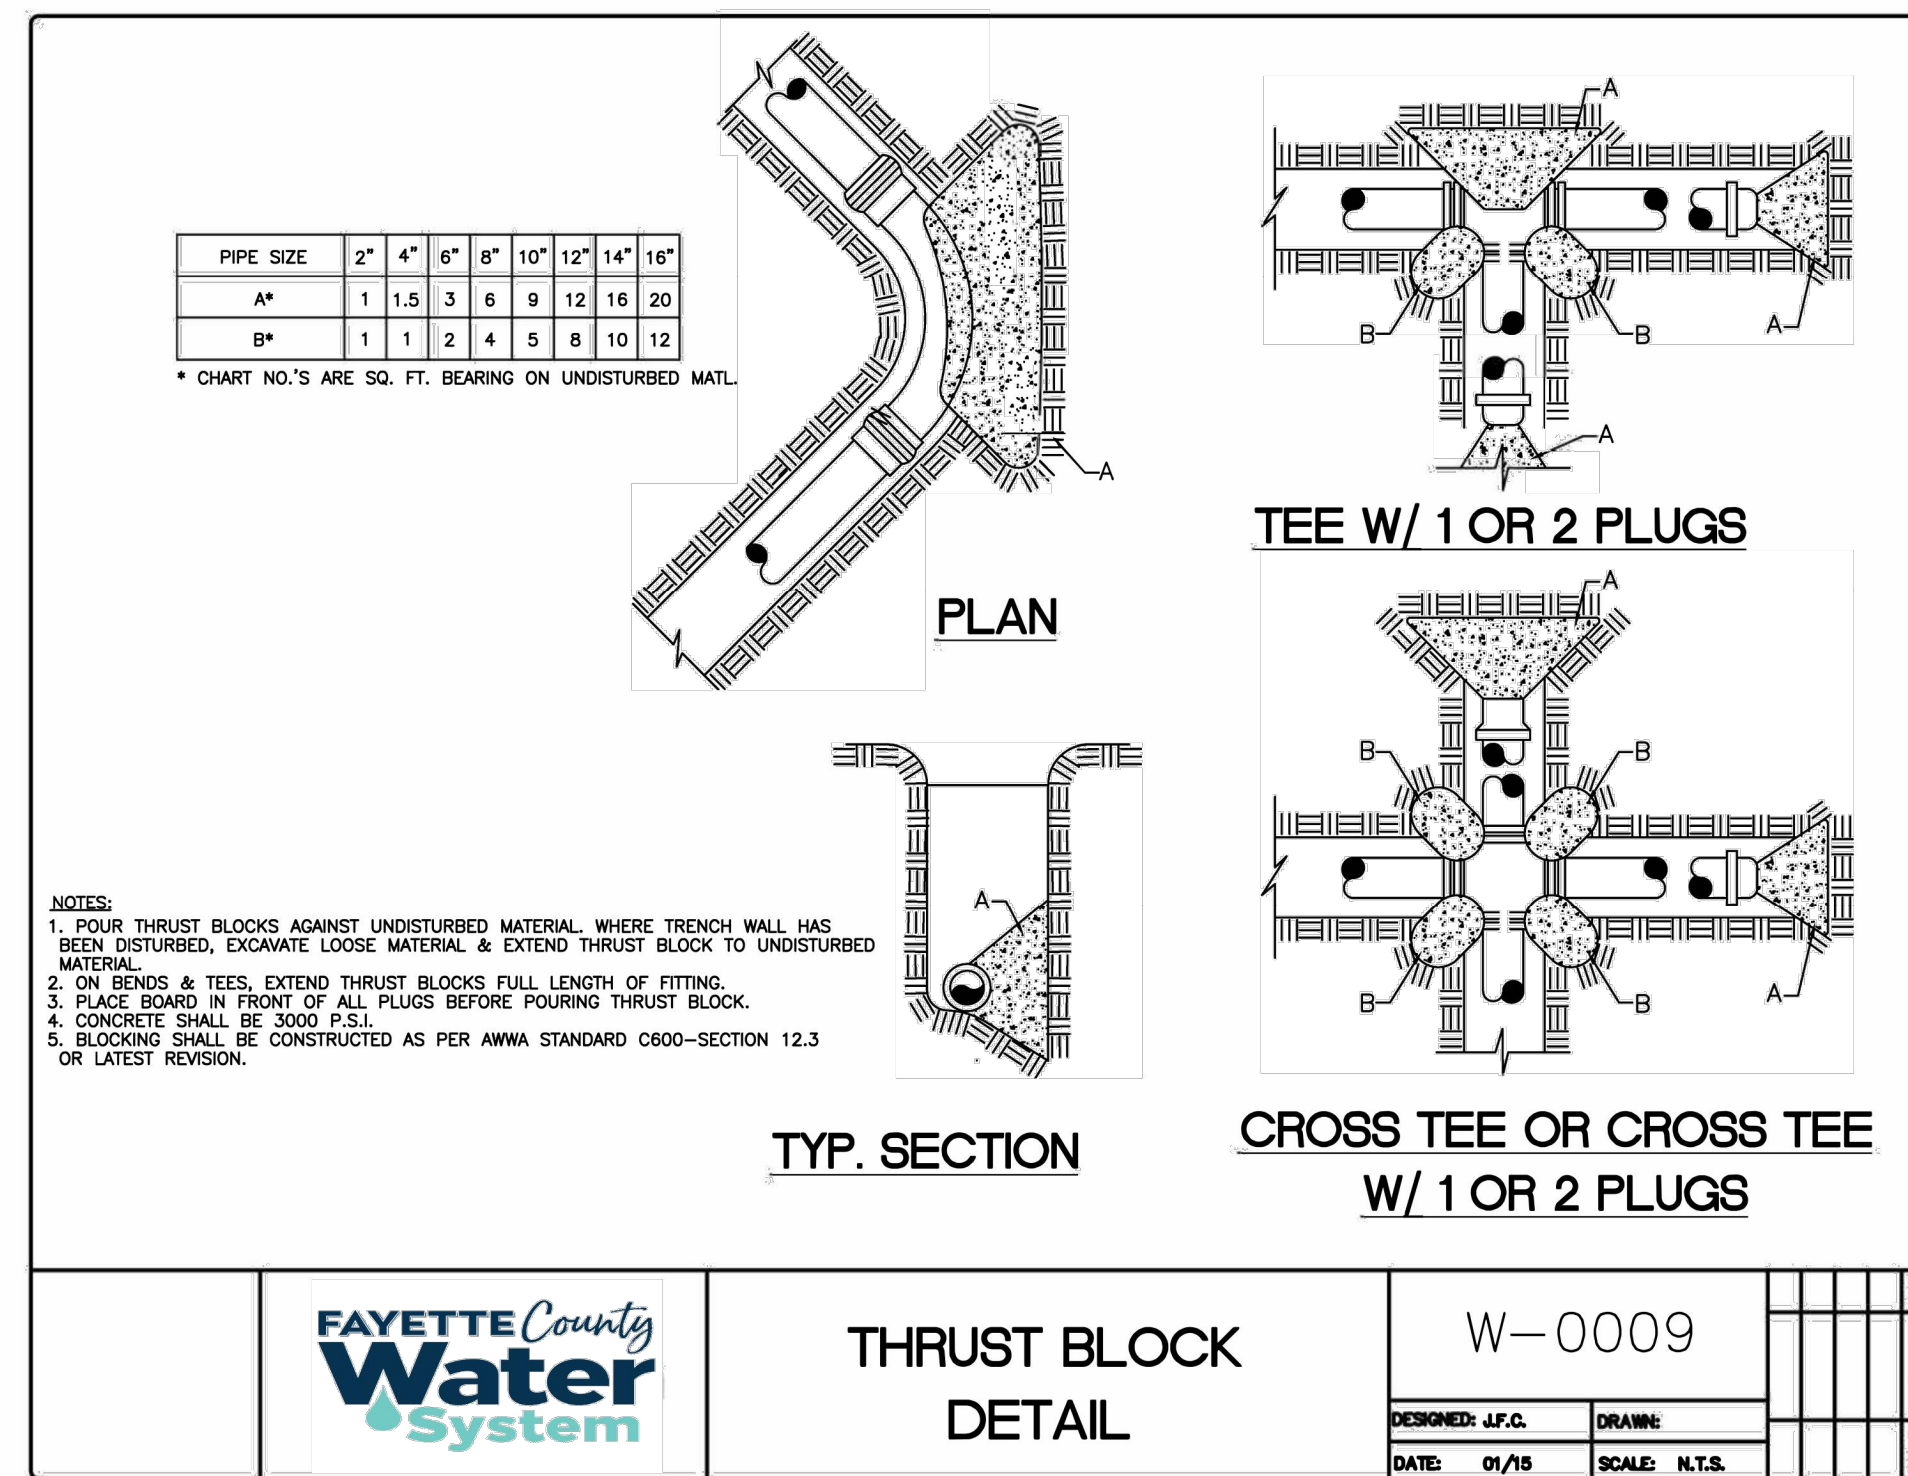 PIPE SIZE 2" 4" 6" 8" 10" 12" 14" 16"
A* 1 1.5 3 6 9 12 16 20
B* 1 1 2 4 5 8 10 12
* CHART NO.'S ARE SQ. FT. BEARING ON UNDISTURBED MATL.
A
PLAN
A
A
B
B
A
A
TEE W/ 1 OR 2 PLUGS
A
B
B
B
B
A
CROSS TEE OR CROSS TEE
W/ 1 OR 2 PLUGS
A
TYP. SECTION
NOTES:
1. POUR THRUST BLOCKS AGAINST UNDISTURBED MATERIAL. WHERE TRENCH WALL HAS
BEEN DISTURBED, EXCAVATE LOOSE MATERIAL & EXTEND THRUST BLOCK TO UNDISTURBED
MATERIAL.
2. ON BENDS & TEES, EXTEND THRUST BLOCKS FULL LENGTH OF FITTING.
3. PLACE BOARD IN FRONT OF ALL PLUGS BEFORE POURING THRUST BLOCK.
4. CONCRETE SHALL BE 3000 P.S.I.
5. BLOCKING SHALL BE CONSTRUCTED AS PER AWWA STANDARD C600-SECTION 12.3
OR LATEST REVISION.
FAYETTE County
Water
System
THRUST BLOCK
DETAIL
W-0009
DESIGNED: J.F.C. DRAWN:
DATE: 01/15 SCALE: N.T.S.